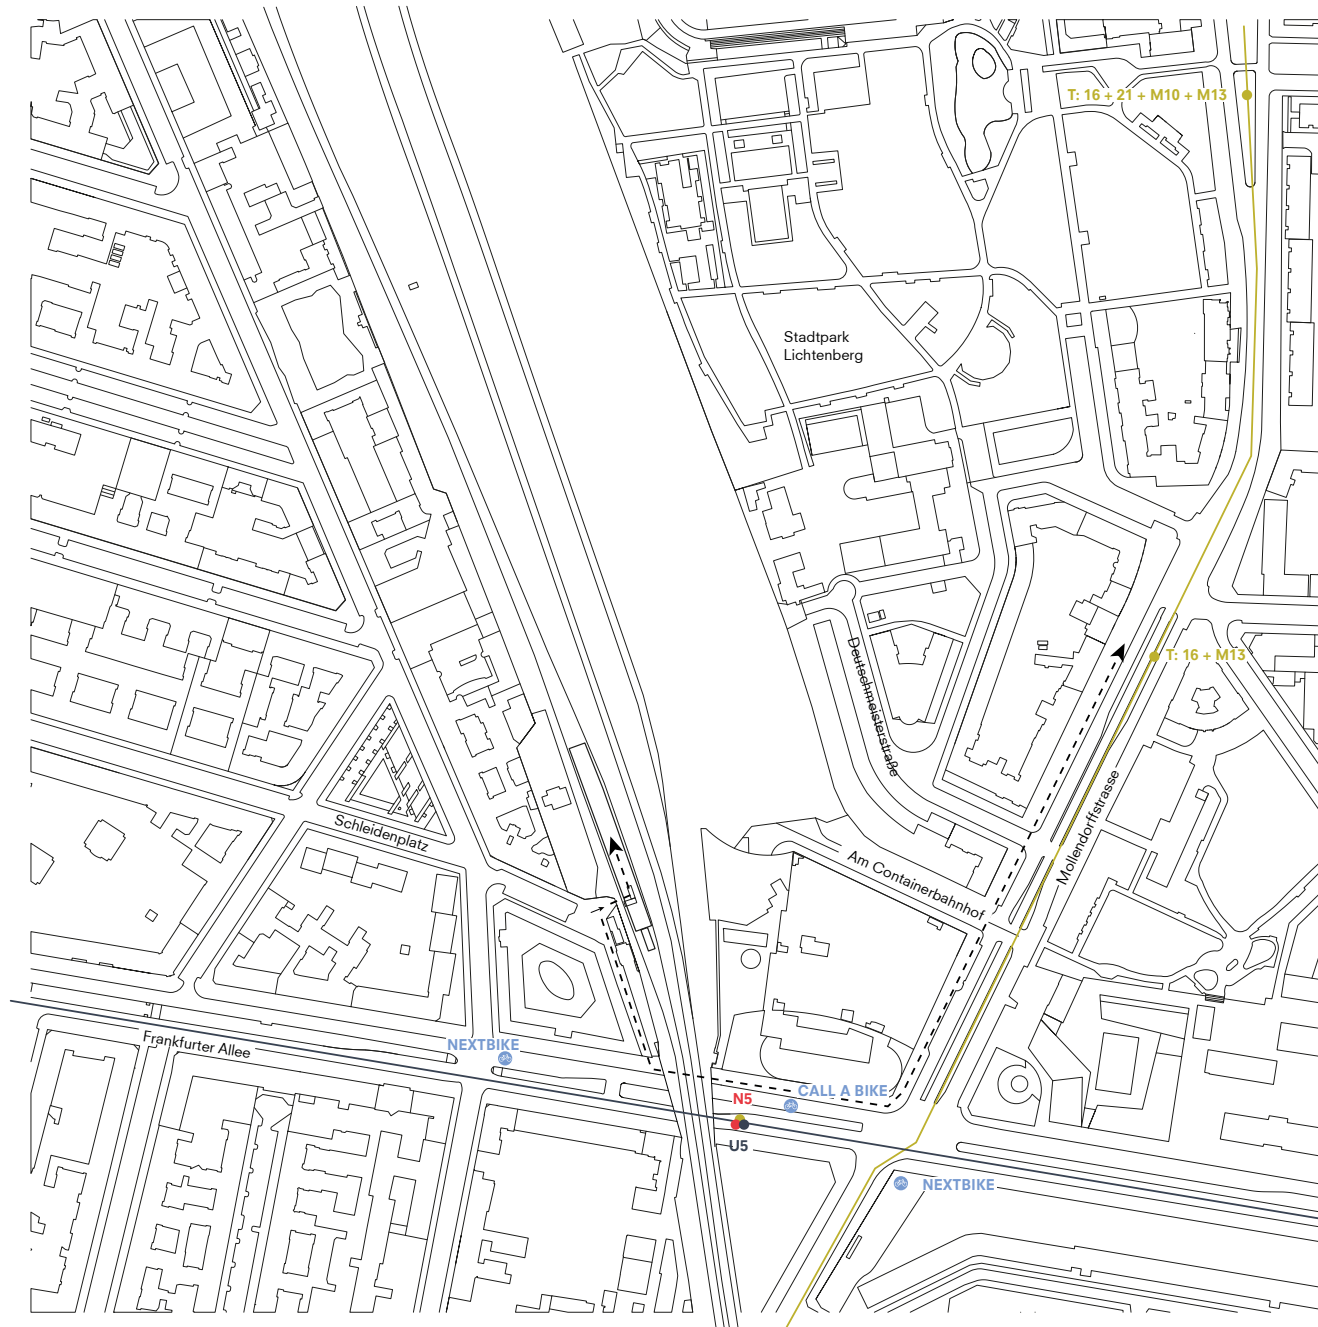 T: 16 + 21 + M10 + M13
Stadtpark
Lichtenberg
T: 16 + M13
Deutschmeisterstraße
Mollendorffstrasse
Schleidenplatz
Am Containerbahnhof
Frankfurter Allee
NEXTBIKE
CALL A BIKE
N5
U5
NEXTBIKE